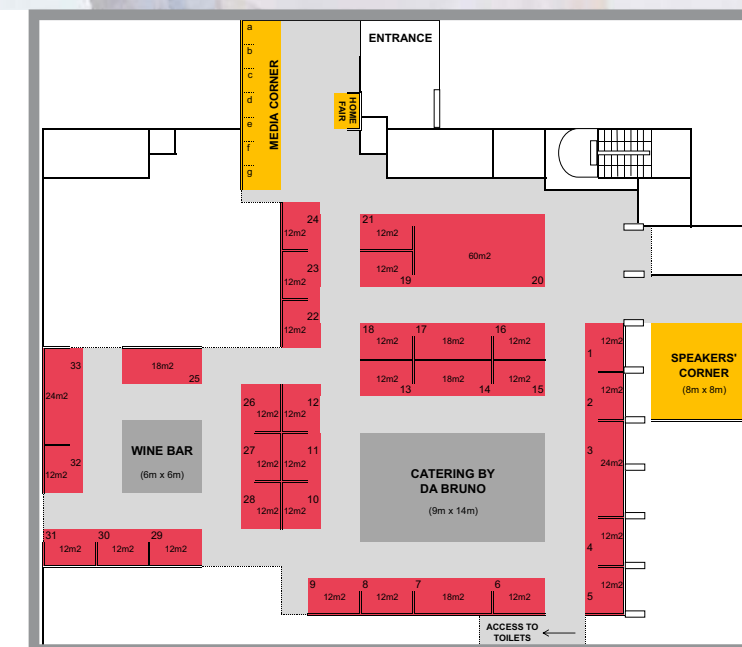 a
b
c
d
e
f
g
MEDIA CORNER
ENTRANCE
HOME
FAIR
24
12m2
23
12m2
22
12m2
21
12m2
12m2
19
60m2
20
18
12m2
17
18m2
16
12m2
12m2
13
18m2
14
12m2
15
1
12m2
12m2
2
3
24m2
12m2
4
12m2
5
SPEAKERS'
CORNER
(8m x 8m)
33
24m2
32
12m2
18m2
25
WINE BAR
(6m x 6m)
26
12m2
12
12m2
27
12m2
11
12m2
28
12m2
10
12m2
CATERING BY
DA BRUNO
(9m x 14m)
31
12m2
30
12m2
29
12m2
9
12m2
8
12m2
7
18m2
6
12m2
ACCESS TO
TOILETS